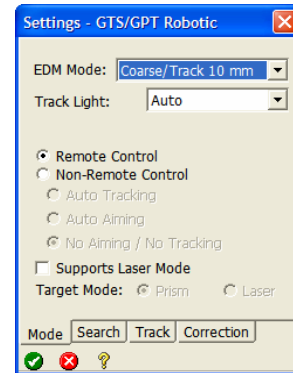 Settings - GTS/GPT Robotic
EDM Mode: Coarse/Track 10 mm
Track Light: Auto
Remote Control
Non-Remote Control
Auto Tracking
Auto Aiming
No Aiming / No Tracking
Supports Laser Mode
Target Mode: Prism Laser
Mode Search Track Correction